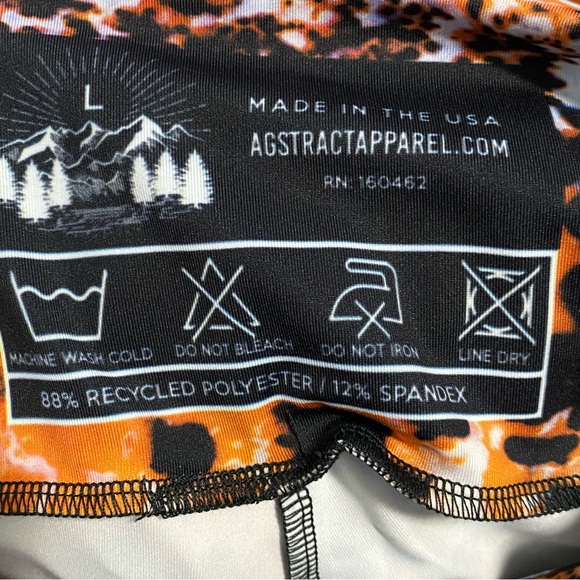 L
MADE IN THE USA
AGSTRACTAPPAREL.COM
RN: 160462
MACHINE WASH COLD
DO NOT BLEACH
DO NOT IRON
LINE DRY
88% RECYCLED POLYESTER / 12% SPANDEX